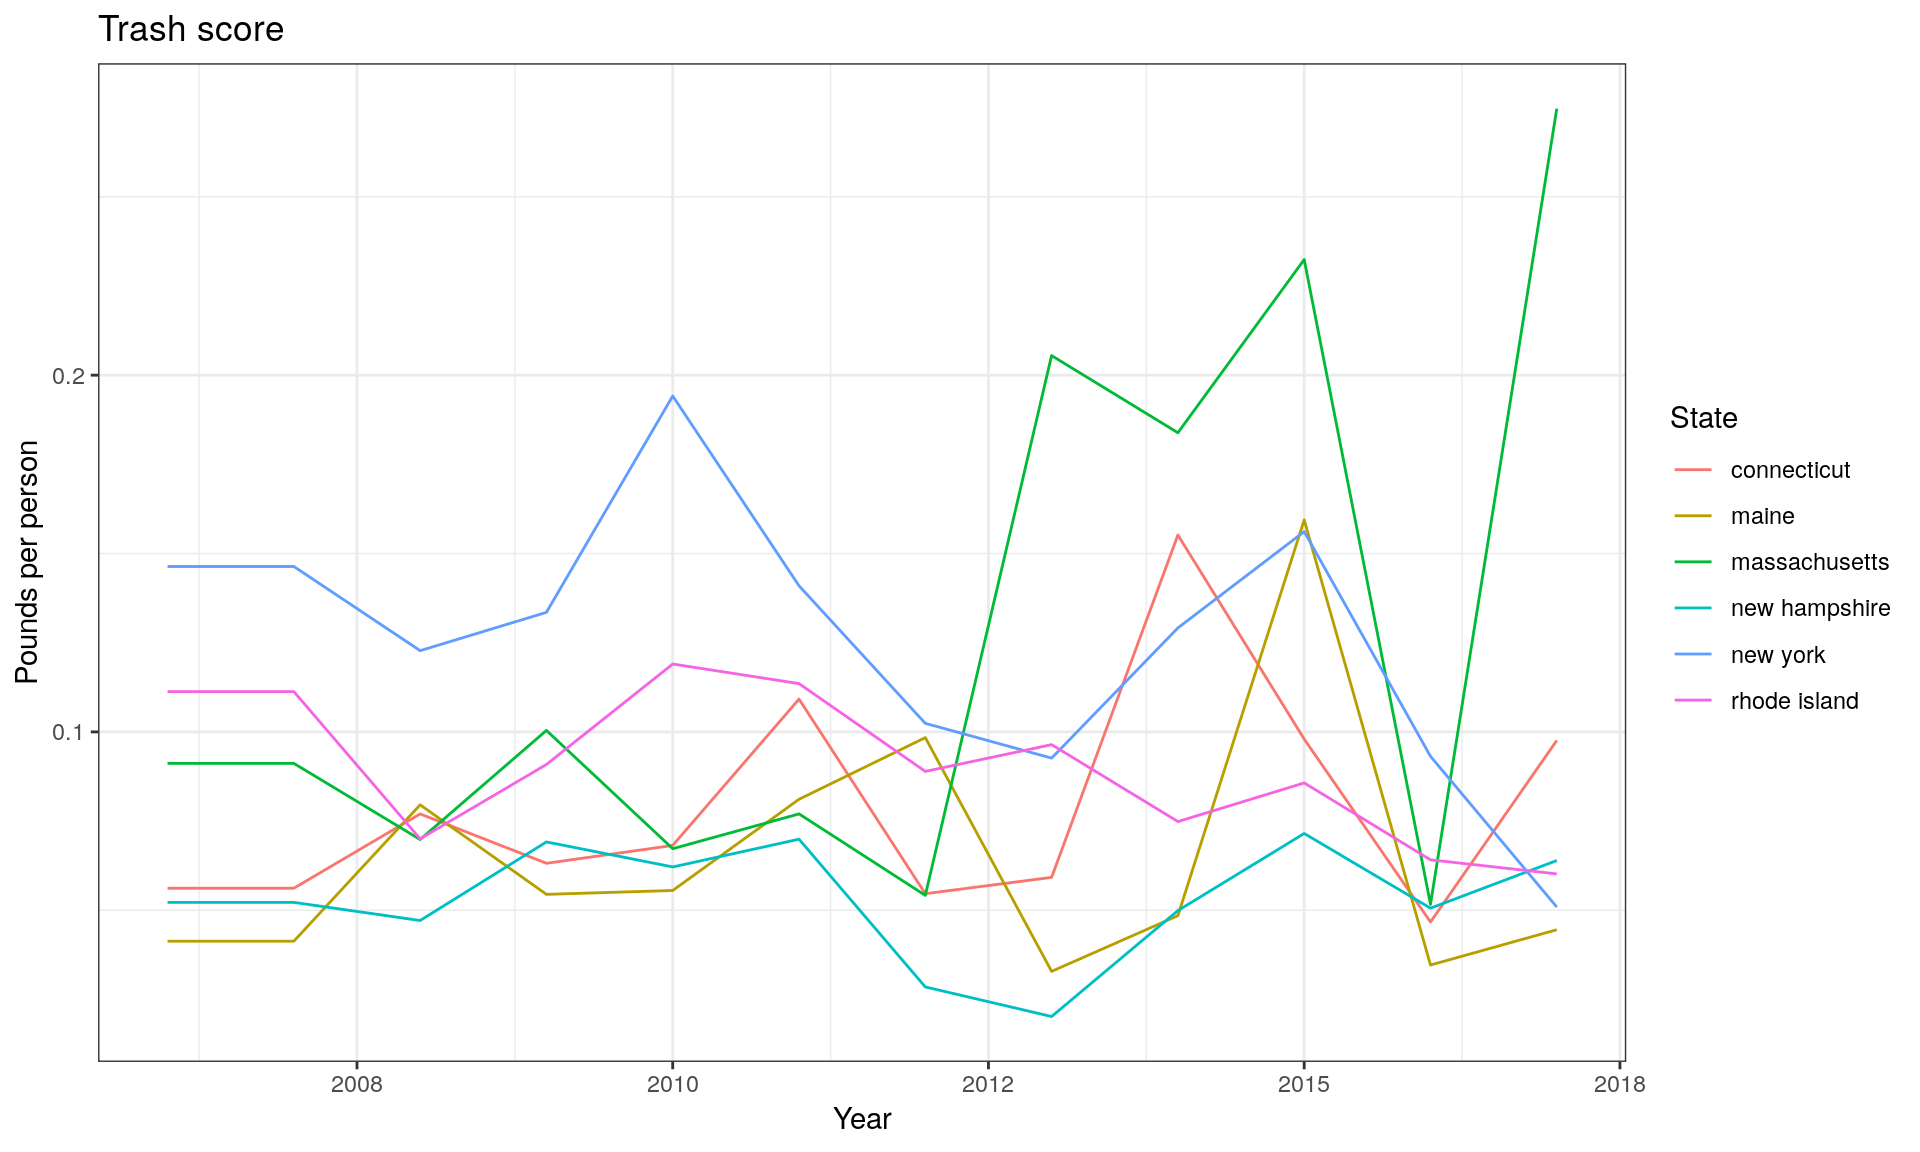 Trash score
0.2
0.1
Pounds per person
2008
2010
2012
2015
2018
Year
State
connecticut
maine
massachusetts
new hampshire
new york
rhode island